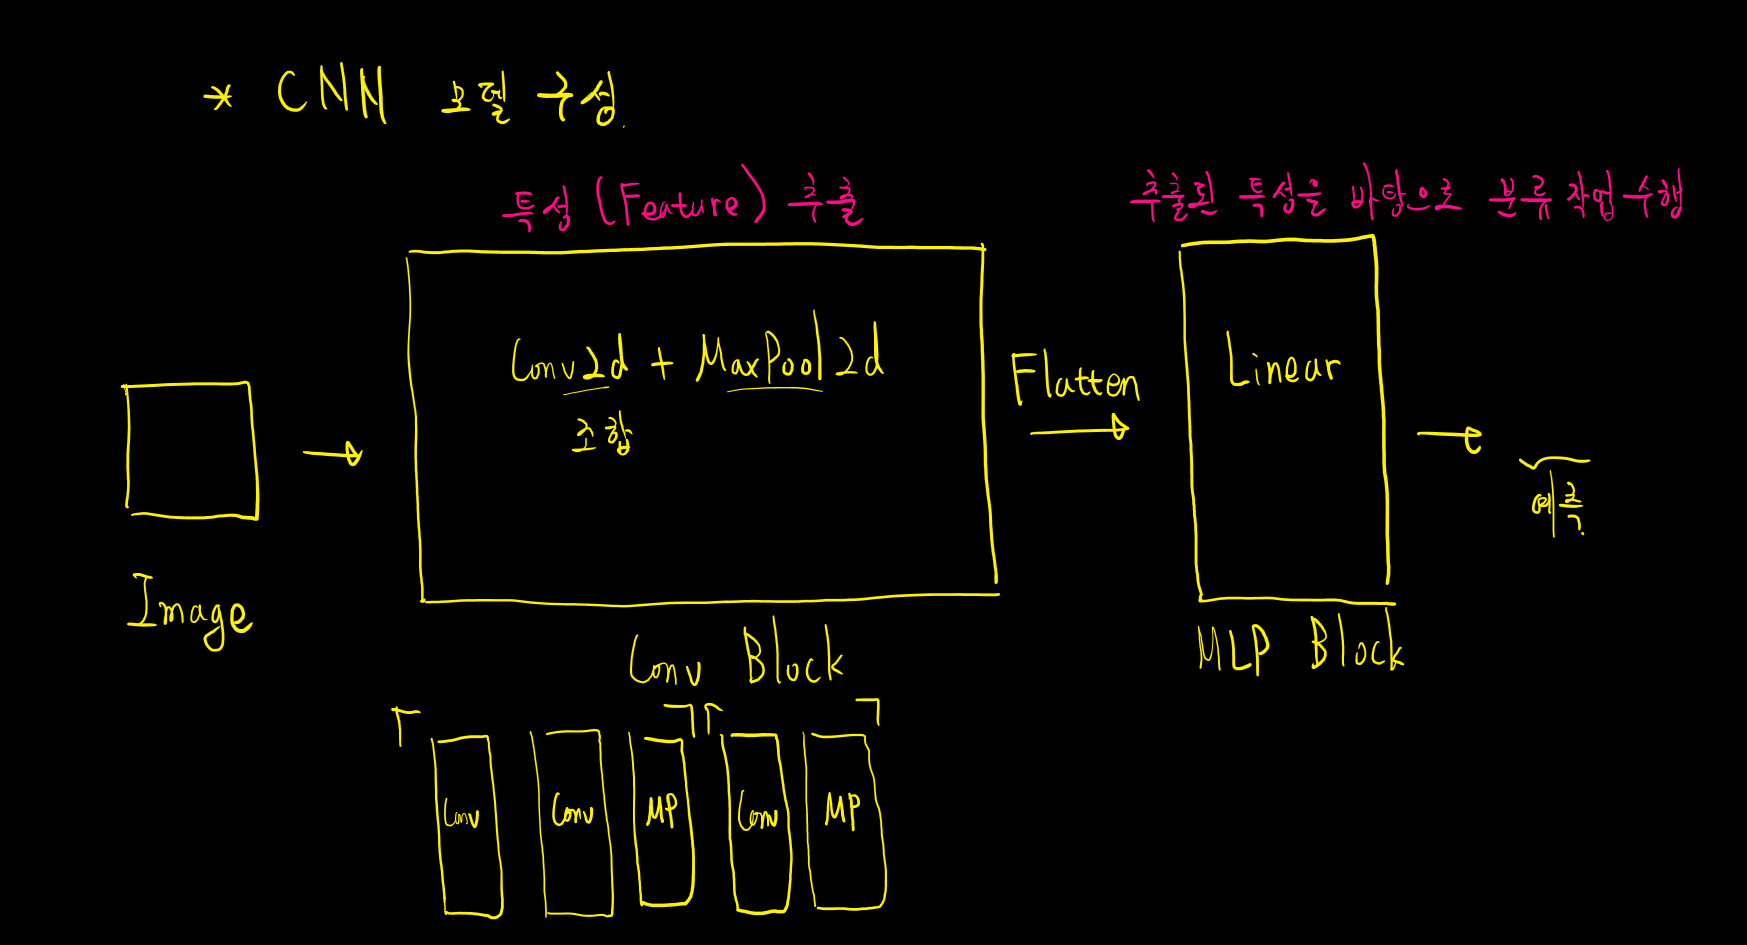 * CNN 모델 구성.
특성 (Feature) 추출
추출된 특성을 바탕으로 분류 작업 수행
Conv2d + MaxPool2d
조합
Flatten
Linear
예측.
Image
Conv Block
MLP Block
Conv
Conv
MP
Conv
MP